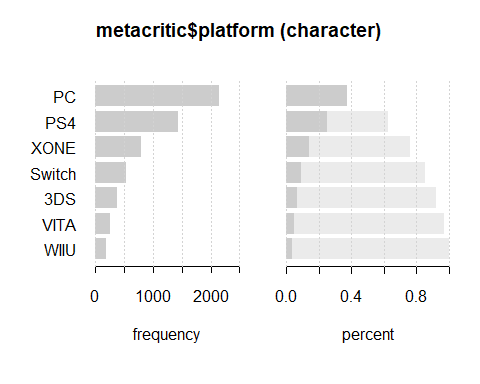 metacritic$platform (character)
PC
PS4
XONE
Switch
3DS
VITA
WIIU
0 1000 2000
0.0 0.4 0.8
frequency
percent